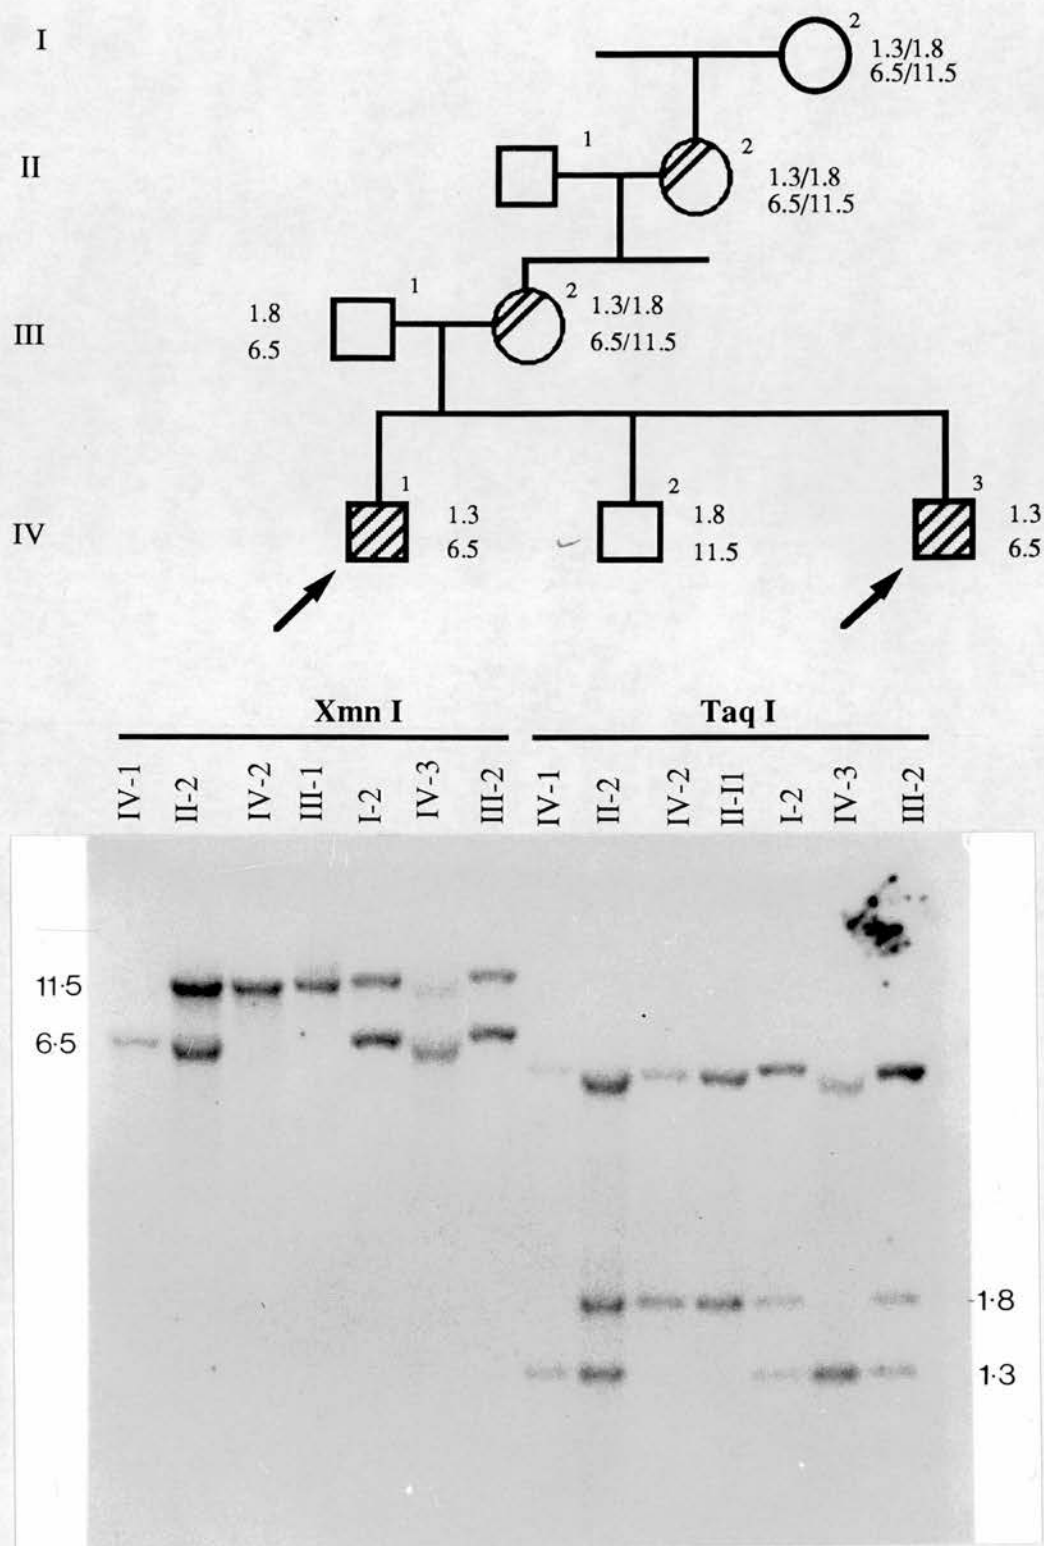 I
2
1.3/1.8
6.5/11.5
II
1
2
1.3/1.8
6.5/11.5
III
1.8
6.5
1
2
1.3/1.8
6.5/11.5
IV
1
1.3
6.5
2
1.8
11.5
3
1.3
6.5
Xmn I
Taq I
IV-1
II-2
IV-2
III-1
I-2
IV-3
III-2
IV-1
II-2
IV-2
II-I1
I-2
IV-3
III-2
11·5
6·5
-1·8
-1·3